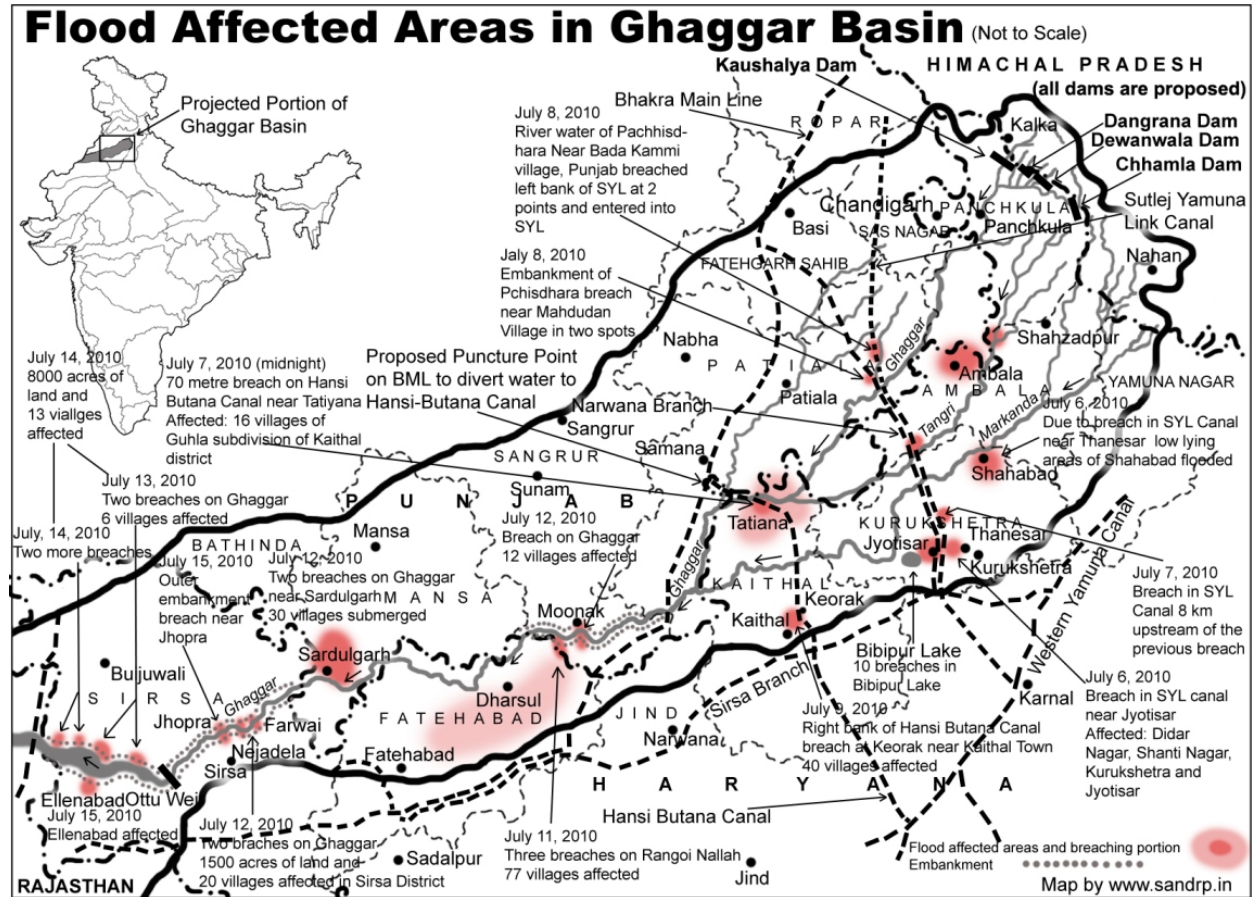 Flood Affected Areas in Ghaggar Basin (Not to Scale)
Kaushalya Dam
HIMACHAL PRADESH
(all dams are proposed)
Projected Portion of
Ghaggar Basin
Bhakra Main Line
ROPAR
Kalka
Dangrana Dam
Dewanwala Dam
Chhamla Dam
July 8, 2010
River water of Pachhisd-
hara Near Bada Kammi
village, Punjab breached
left bank of SYL at 2
points and entered into
SYL
Chandigarh
PANCHKULA
Panchkula
Basi
SAS NAGAR
Sutlej Yamuna
Link Canal
Nahan
FATEHGARH SAHIB
Jaly 8, 2010
Embankment of
Pchisdhara breach
near Mahdudan
Village in two spots
Nabha
PATIALA
Patiala
Ghaggar
Shahzadpur
Ambala
AMBALA
YAMUNA NAGAR
July 14, 2010
8000 acres of
land and
13 viallges
affected
July 7, 2010 (midnight)
70 metre breach on Hansi
Butana Canal near Tatiyana
Affected: 16 villages of
Guhla subdivision of Kaithal
district
Proposed Puncture Point
on BML to divert water to
Hansi-Butana Canal
Narwana Branch
Sangrur
Tangri
Markanda
July 6, 2010
Due to breach in SYL Canal
near Thanesar low lying
areas of Shahabad flooded
Shahabad
Samana
SANGRUR
Sunam
PUNJAB
July 13, 2010
Two breaches on Ghaggar
6 villages affected
July, 14, 2010
Two more breaches
Mansa
BATHINDA
July 12, 2010
Breach on Ghaggar
12 villages affected
Tatiana
KURUKSHETRA
Jyotisar
Thanesar
Kurukshetra
Western Yamuna Canal
July 15, 2010
Outer
embankment
breach near
Jhopra
July 12, 2010
Two breaches on Ghaggar
near Sardulgarh
30 villages submerged
MANSA
Ghaggar
KAITHAL
Keorak
Kaithal
Moonak
July 7, 2010
Breach in SYL
Canal 8 km
upstream of the
previous breach
Bibipur Lake
10 breaches in
Bibipur Lake
Sardulgarh
Bujuwali
SIRSA
Ghaggar
Jhopra
Farwai
Dharsul
FATEHABAD
JIND
Narwana
Sirsa Branch
Karnal
July 6, 2010
Breach in SYL canal
near Jyotisar
Affected: Didar
Nagar, Shanti Nagar,
Kurukshetra and
Jyotisar
July 9, 2010
Right bank of Hansi Butana Canal
breach at Keorak near Kaithal Town
40 villages affected
Nejadela
Sirsa
Fatehabad
HARYANA
Ellenabad
Ottu Weir
July 15, 2010
Ellenabad affected
Hansi Butana Canal
July 12, 2010
Two braches on Ghaggar
1500 acres of land and
20 villages affected in Sirsa District
Sadalpur
July 11, 2010
Three breaches on Rangoi Nallah
77 villages affected
Jind
Flood affected areas and breaching portion
Embankment
RAJASTHAN
Map by www.sandrp.in